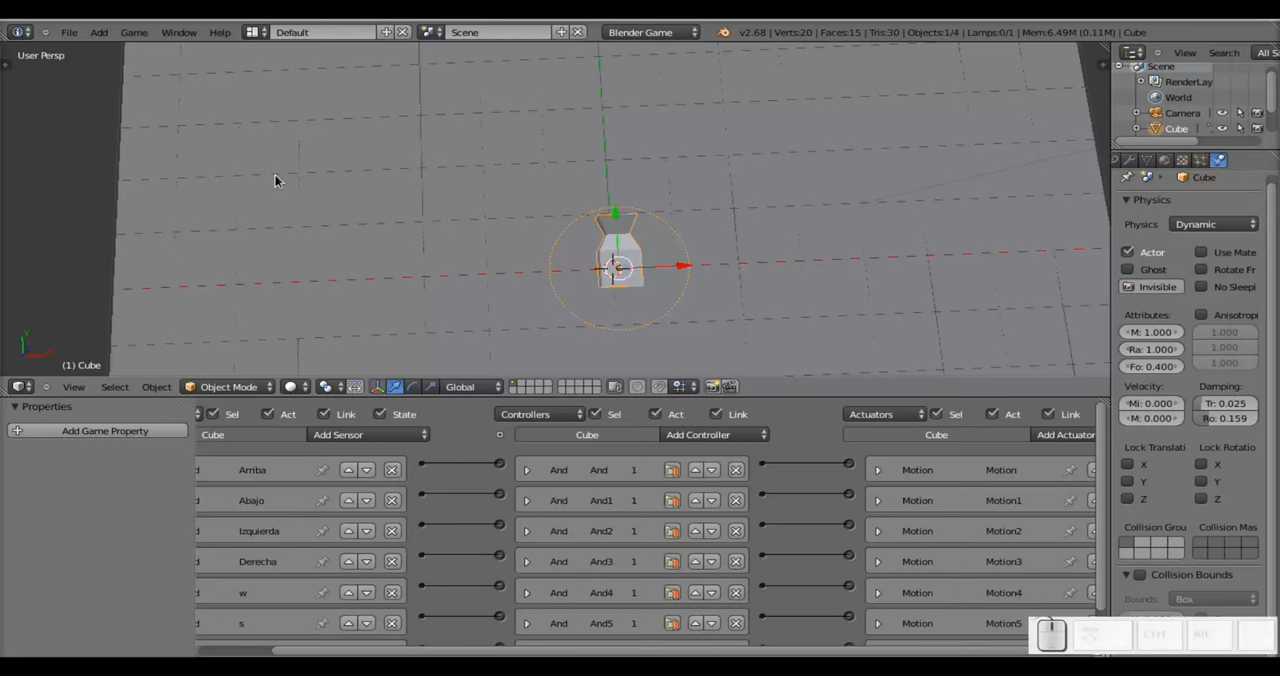 File Add Game Window Help Default Scene Blender Game v2.68 | Verts:20 | Faces:15 | Tris:30 | Objects:1/4 | Lamps:0/1 | Mem:6.49M (0.11M) | Cube
User Persp
View Search All S
Scene
RenderLay
World
Camera
Cube
Cube
Physics
Physics: Dynamic
Actor Use Mate
Ghost Rotate Fr
Invisible No Sleepi
Attributes: Anisotropi
M: 1.000 1.000
Ra: 1.000 1.000
Fo: 0.400 1.000
Velocity: Damping:
Mi: 0.000 Tr: 0.025
M: 0.000 Ro: 0.159
Lock Translati Lock Rotatio
X X
Y Y
Z Z
Collision Grou Collision Mas
Collision Bounds
Bounds: Box
(1) Cube
View Select Object Object Mode Global
Properties
Add Game Property
Sel Act Link State Controllers Sel Act Link Actuators Sel Act Link
Cube Add Sensor Cube Add Controller Cube Add Actuator
d Arriba And And 1 Motion Motion
d Abajo And And1 1 Motion Motion1
d Izquierda And And2 1 Motion Motion2
d Derecha And And3 1 Motion Motion3
d w And And4 1 Motion Motion4
d s And And5 1 Motion Motion5
Alt